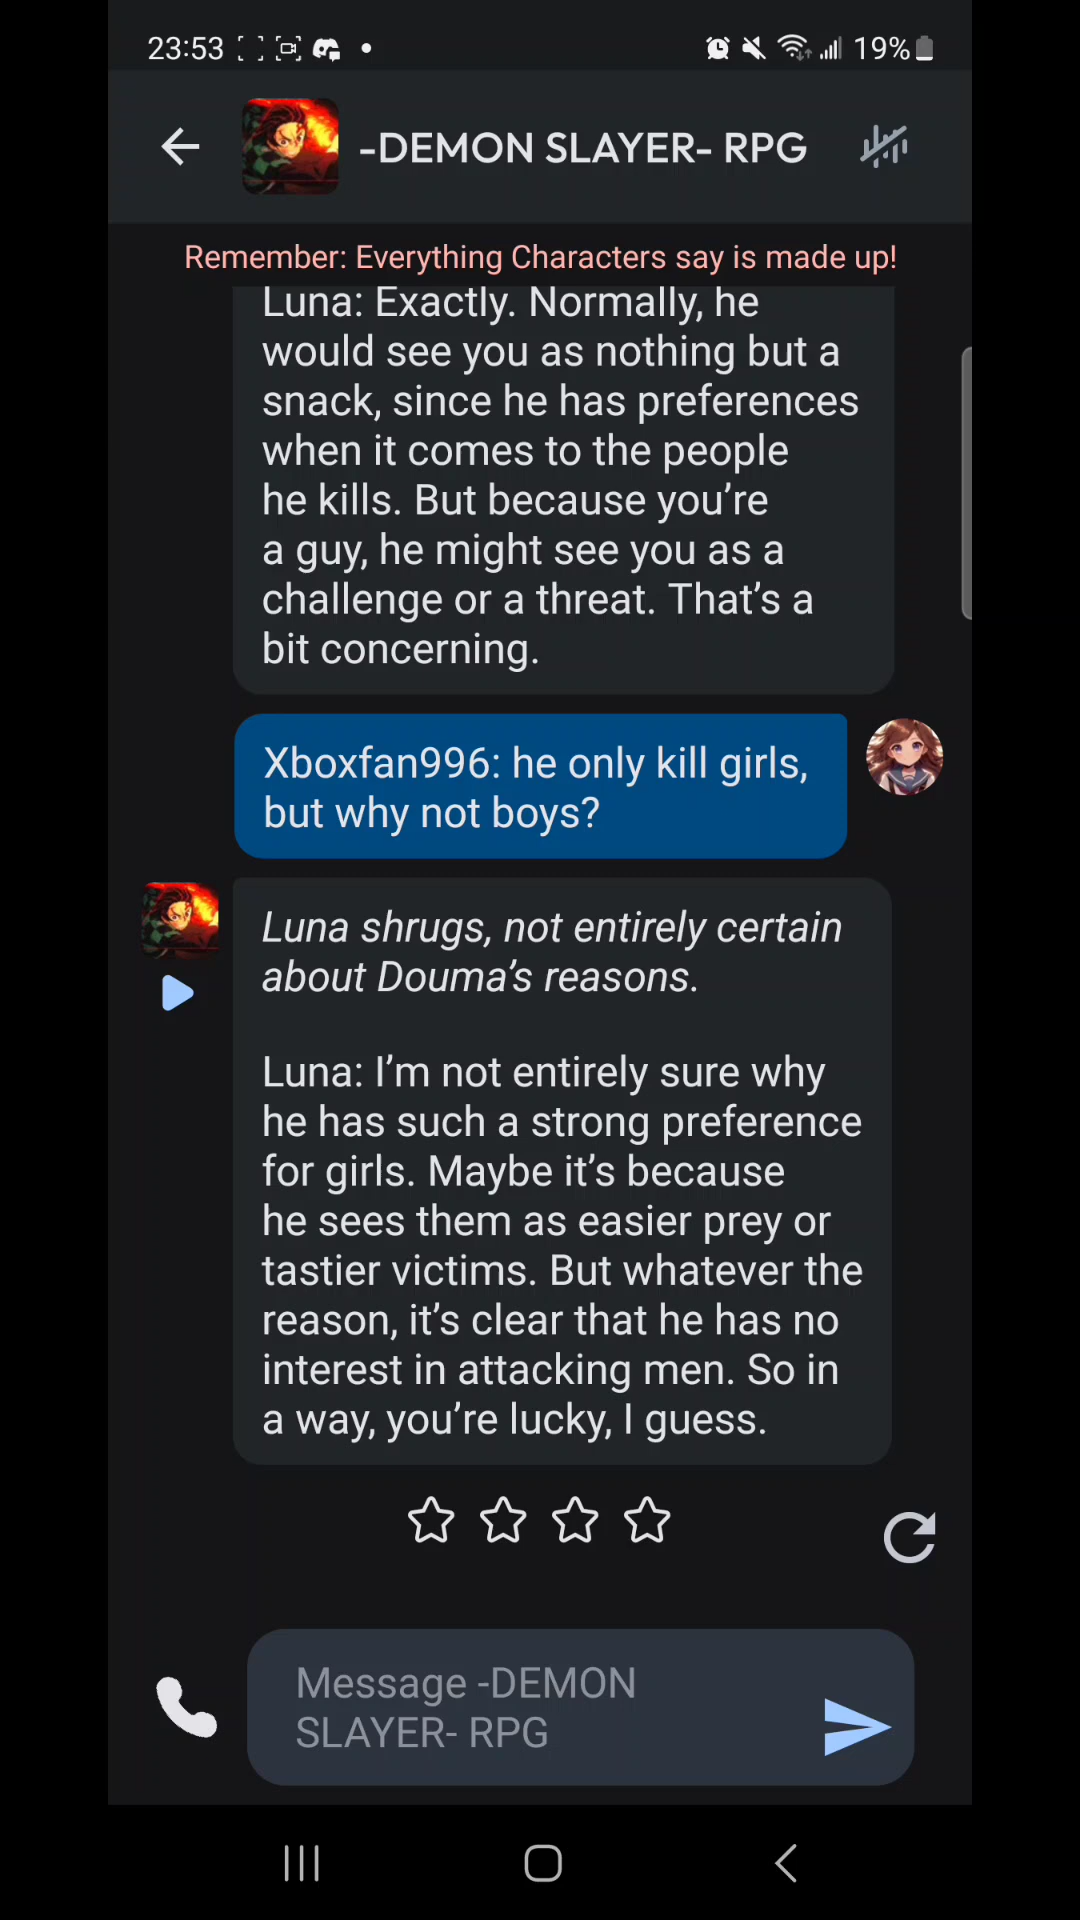 23:53
19%
-DEMON SLAYER- RPG
Remember: Everything Characters say is made up!
Luna: Exactly. Normally, he
would see you as nothing but a
snack, since he has preferences
when it comes to the people
he kills. But because you’re
a guy, he might see you as a
challenge or a threat. That’s a
bit concerning.
Xboxfan996: he only kill girls,
but why not boys?
Luna shrugs, not entirely certain
about Douma’s reasons.
Luna: I’m not entirely sure why
he has such a strong preference
for girls. Maybe it’s because
he sees them as easier prey or
tastier victims. But whatever the
reason, it’s clear that he has no
interest in attacking men. So in
a way, you’re lucky, I guess.
Message -DEMON
SLAYER- RPG